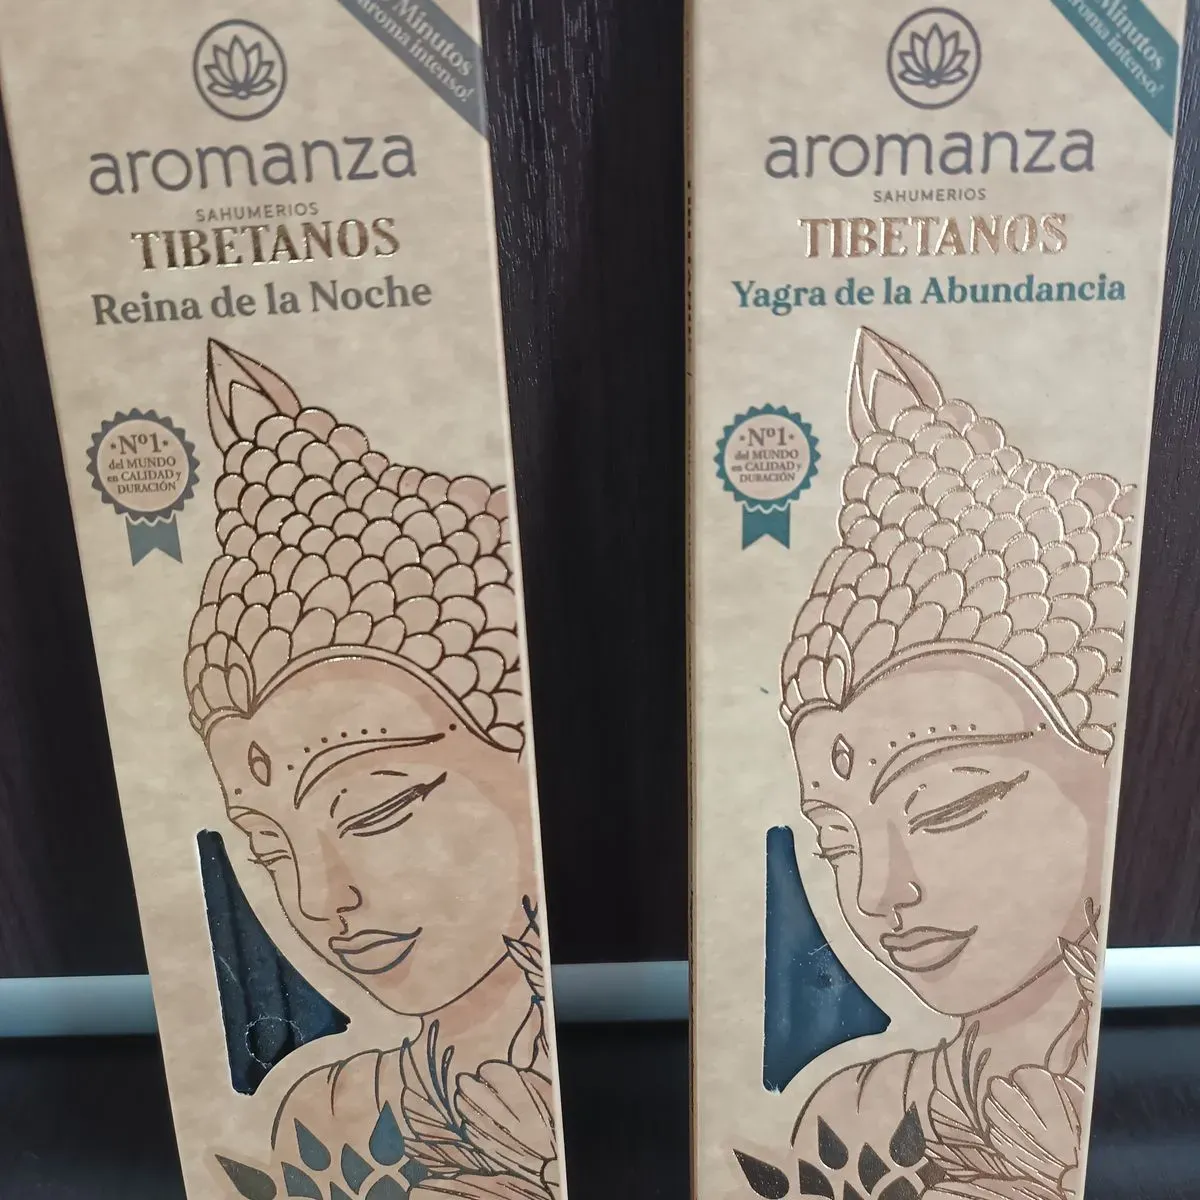 Minutos
aroma intenso!
aromanza
SAHUMERIOS
TIBETANOS
Reina de la Noche
Nº1
del MUNDO
en CALIDAD y
DURACIÓN
Minutos
aroma intenso!
aromanza
SAHUMERIOS
TIBETANOS
Yagra de la Abundancia
Nº1
del MUNDO
en CALIDAD y
DURACIÓN